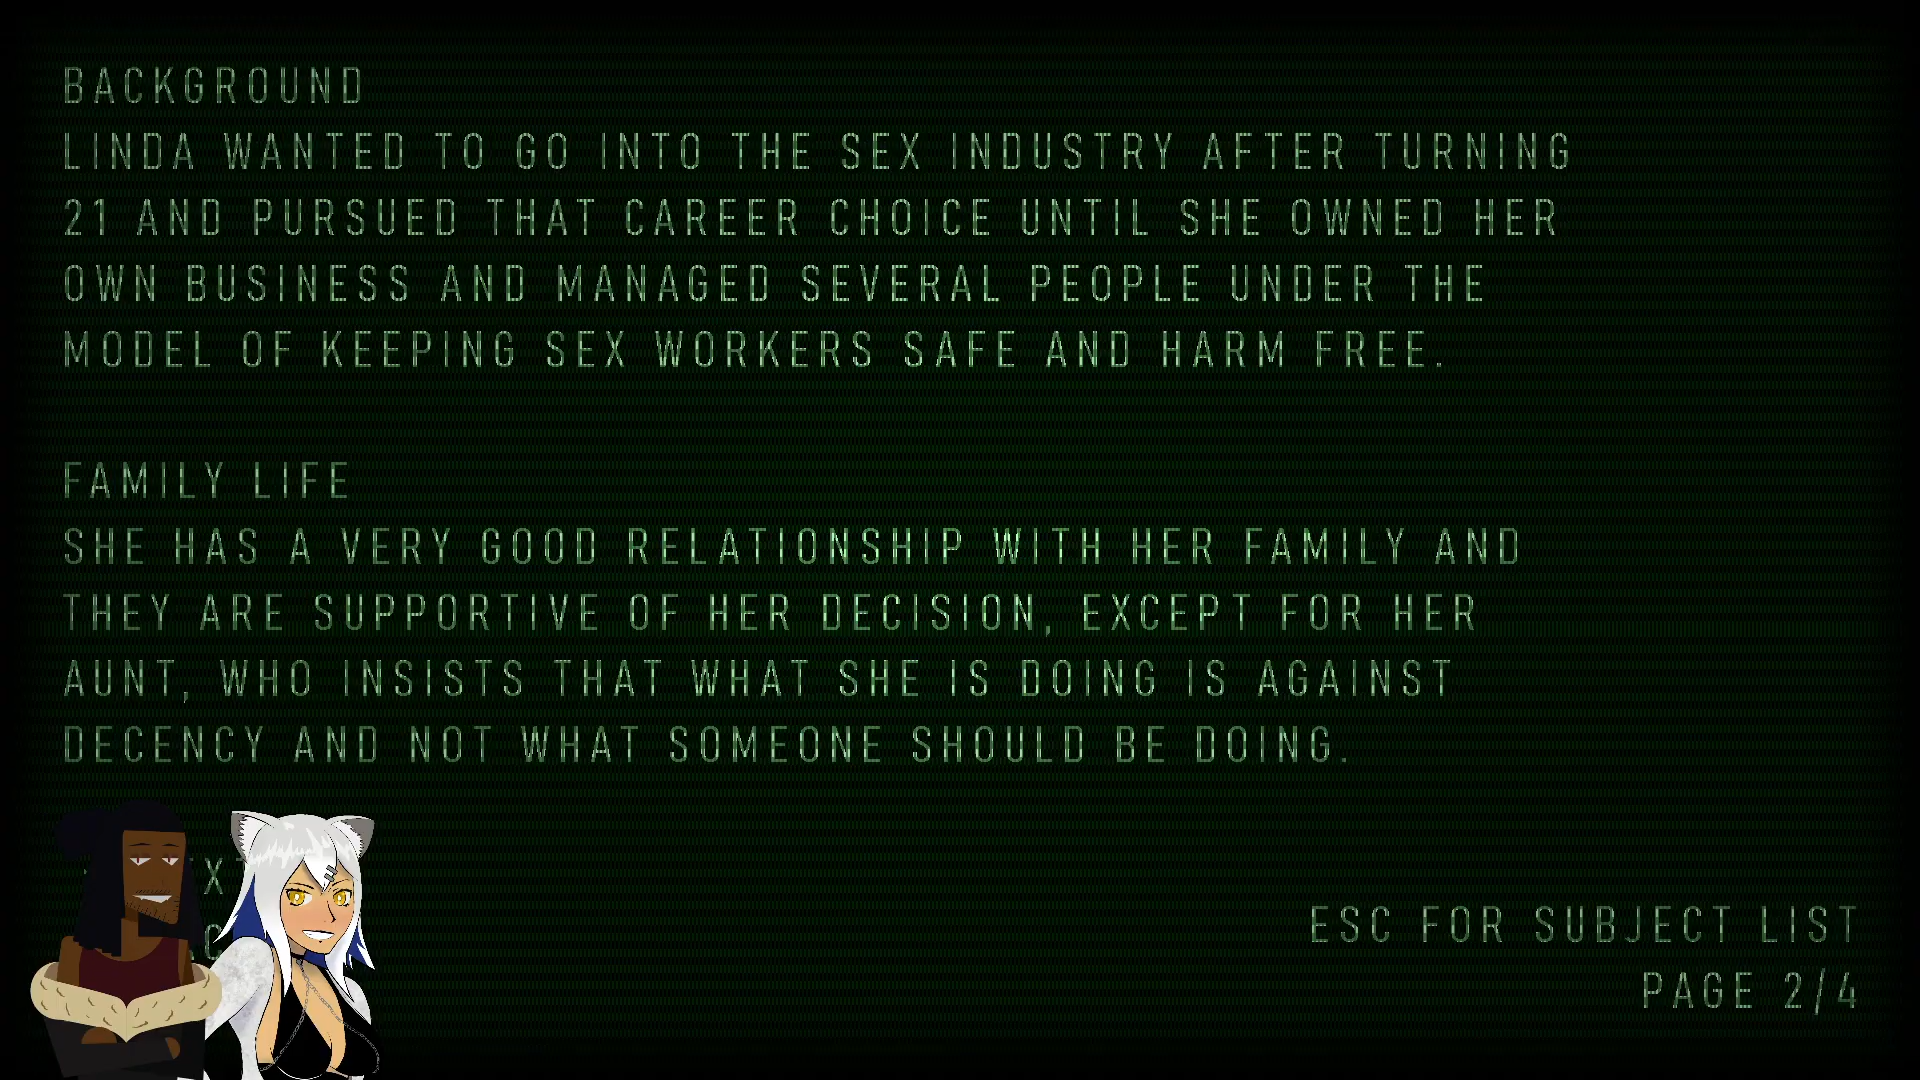 BACKGROUND
LINDA WANTED TO GO INTO THE SEX INDUSTRY AFTER TURNING
21 AND PURSUED THAT CAREER CHOICE UNTIL SHE OWNED HER
OWN BUSINESS AND MANAGED SEVERAL PEOPLE UNDER THE
MODEL OF KEEPING SEX WORKERS SAFE AND HARM FREE.
FAMILY LIFE
SHE HAS A VERY GOOD RELATIONSHIP WITH HER FAMILY AND
THEY ARE SUPPORTIVE OF HER DECISION, EXCEPT FOR HER
AUNT, WHO INSISTS THAT WHAT SHE IS DOING IS AGAINST
DECENCY AND NOT WHAT SOMEONE SHOULD BE DOING.
ESC FOR SUBJECT LIST
PAGE 2/4